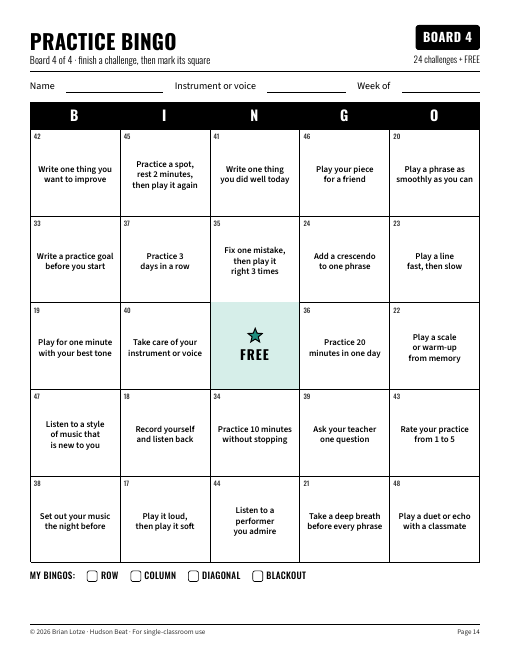 PRACTICE BINGO
BOARD 4
Board 4 of 4 · finish a challenge, then mark its square
24 challenges + FREE
Name
Instrument or voice
Week of
B
I
N
G
O
42
Write one thing you
want to improve
45
Practice a spot,
rest 2 minutes,
then play it again
41
Write one thing
you did well today
46
Play your piece
for a friend
20
Play a phrase as
smoothly as you can
33
Write a practice goal
before you start
37
Practice 3
days in a row
35
Fix one mistake,
then play it
right 3 times
24
Add a crescendo
to one phrase
23
Play a line
fast, then slow
19
Play for one minute
with your best tone
40
Take care of your
instrument or voice
FREE
36
Practice 20
minutes in one day
22
Play a scale
or warm-up
from memory
47
Listen to a style
of music that
is new to you
18
Record yourself
and listen back
34
Practice 10 minutes
without stopping
39
Ask your teacher
one question
43
Rate your practice
from 1 to 5
38
Set out your music
the night before
17
Play it loud,
then play it soft
44
Listen to a
performer
you admire
21
Take a deep breath
before every phrase
48
Play a duet or echo
with a classmate
MY BINGOS:
ROW
COLUMN
DIAGONAL
BLACKOUT
© 2026 Brian Lotze · Hudson Beat · For single-classroom use
Page 14